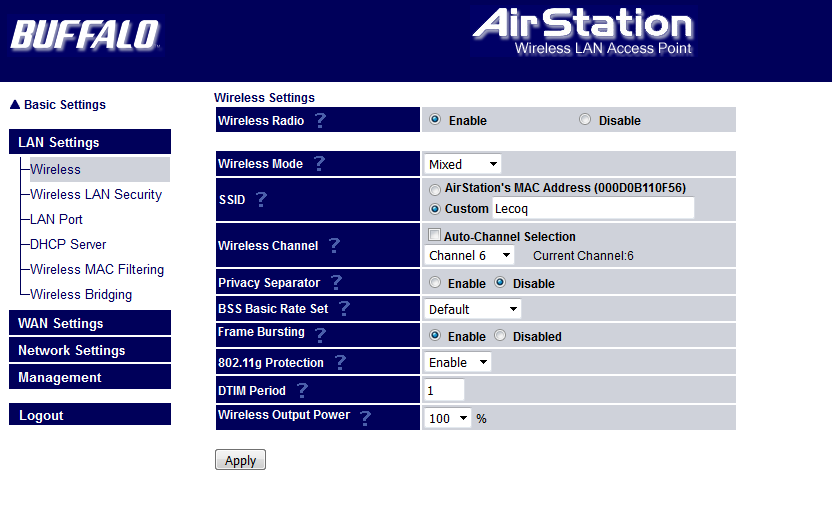 BUFFALO
AirStation
Wireless LAN Access Point
Basic Settings
LAN Settings
Wireless
Wireless LAN Security
LAN Port
DHCP Server
Wireless MAC Filtering
Wireless Bridging
WAN Settings
Network Settings
Management
Logout
Wireless Settings
Wireless Radio ? Enable Disable
Wireless Mode ? Mixed
SSID ? AirStation's MAC Address (000D0B110F56)
Custom Lecoq
Wireless Channel ? Auto-Channel Selection
Channel 6 Current Channel:6
Privacy Separator ? Enable Disable
BSS Basic Rate Set ? Default
Frame Bursting ? Enable Disabled
802.11g Protection ? Enable
DTIM Period ? 1
Wireless Output Power ? 100 %
Apply